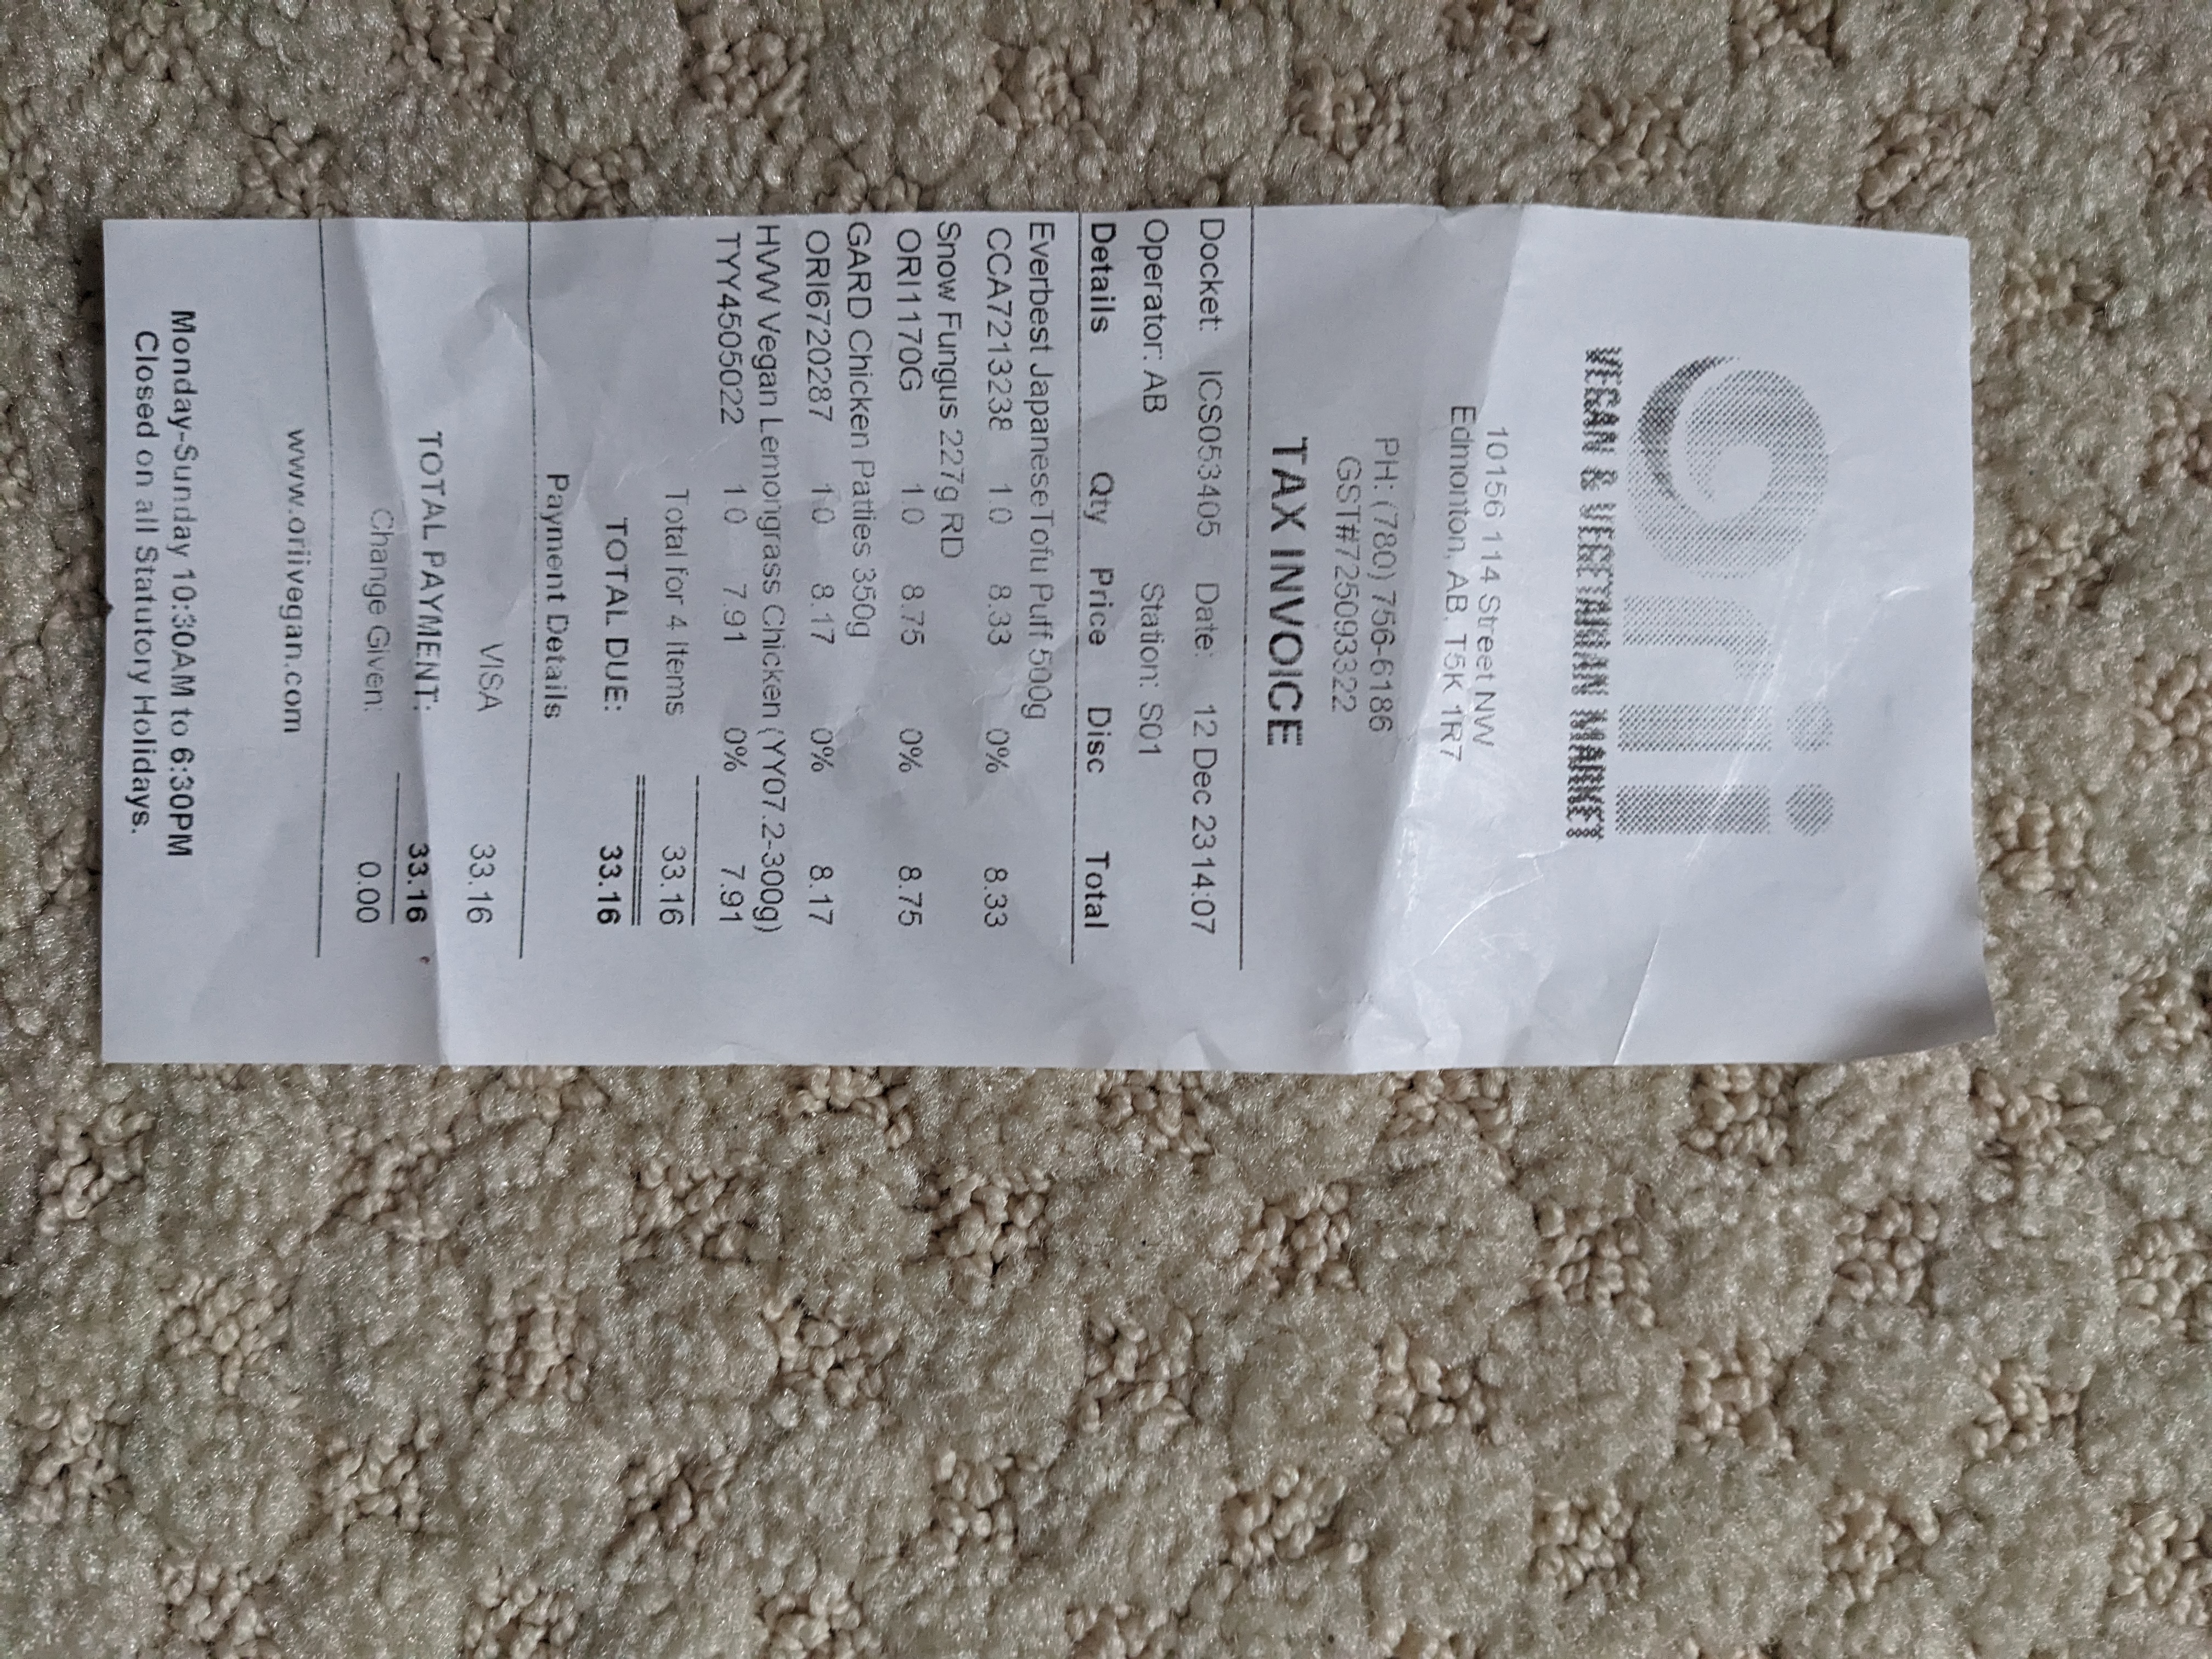 Orii
VEGAN & VEGETARIAN MARKET
10156 114 Street NW
Edmonton, AB. T5K 1R7
PH: (780) 756-6186
GST#725093322
TAX INVOICE
Docket: ICS053405 Date: 12 Dec 23 14:07
Operator: AB Station: S01
Details Qty Price Disc Total
Everbest Japanese Tofu Puff 500g
CCA7213238 1.0 8.33 0% 8.33
Snow Fungus 227g RD
ORI1170G 1.0 8.75 0% 8.75
GARD Chicken Patties 350g
ORI6720287 1.0 8.17 0% 8.17
HVW Vegan Lemongrass Chicken (YY07.2-300g)
TYY4505022 1.0 7.91 0% 7.91
Total for 4 Items 33.16
TOTAL DUE: 33.16
Payment Details
VISA 33.16
TOTAL PAYMENT: 33.16
Change Given: 0.00
www.oriivegan.com
Monday-Sunday 10:30AM to 6:30PM
Closed on all Statutory Holidays.